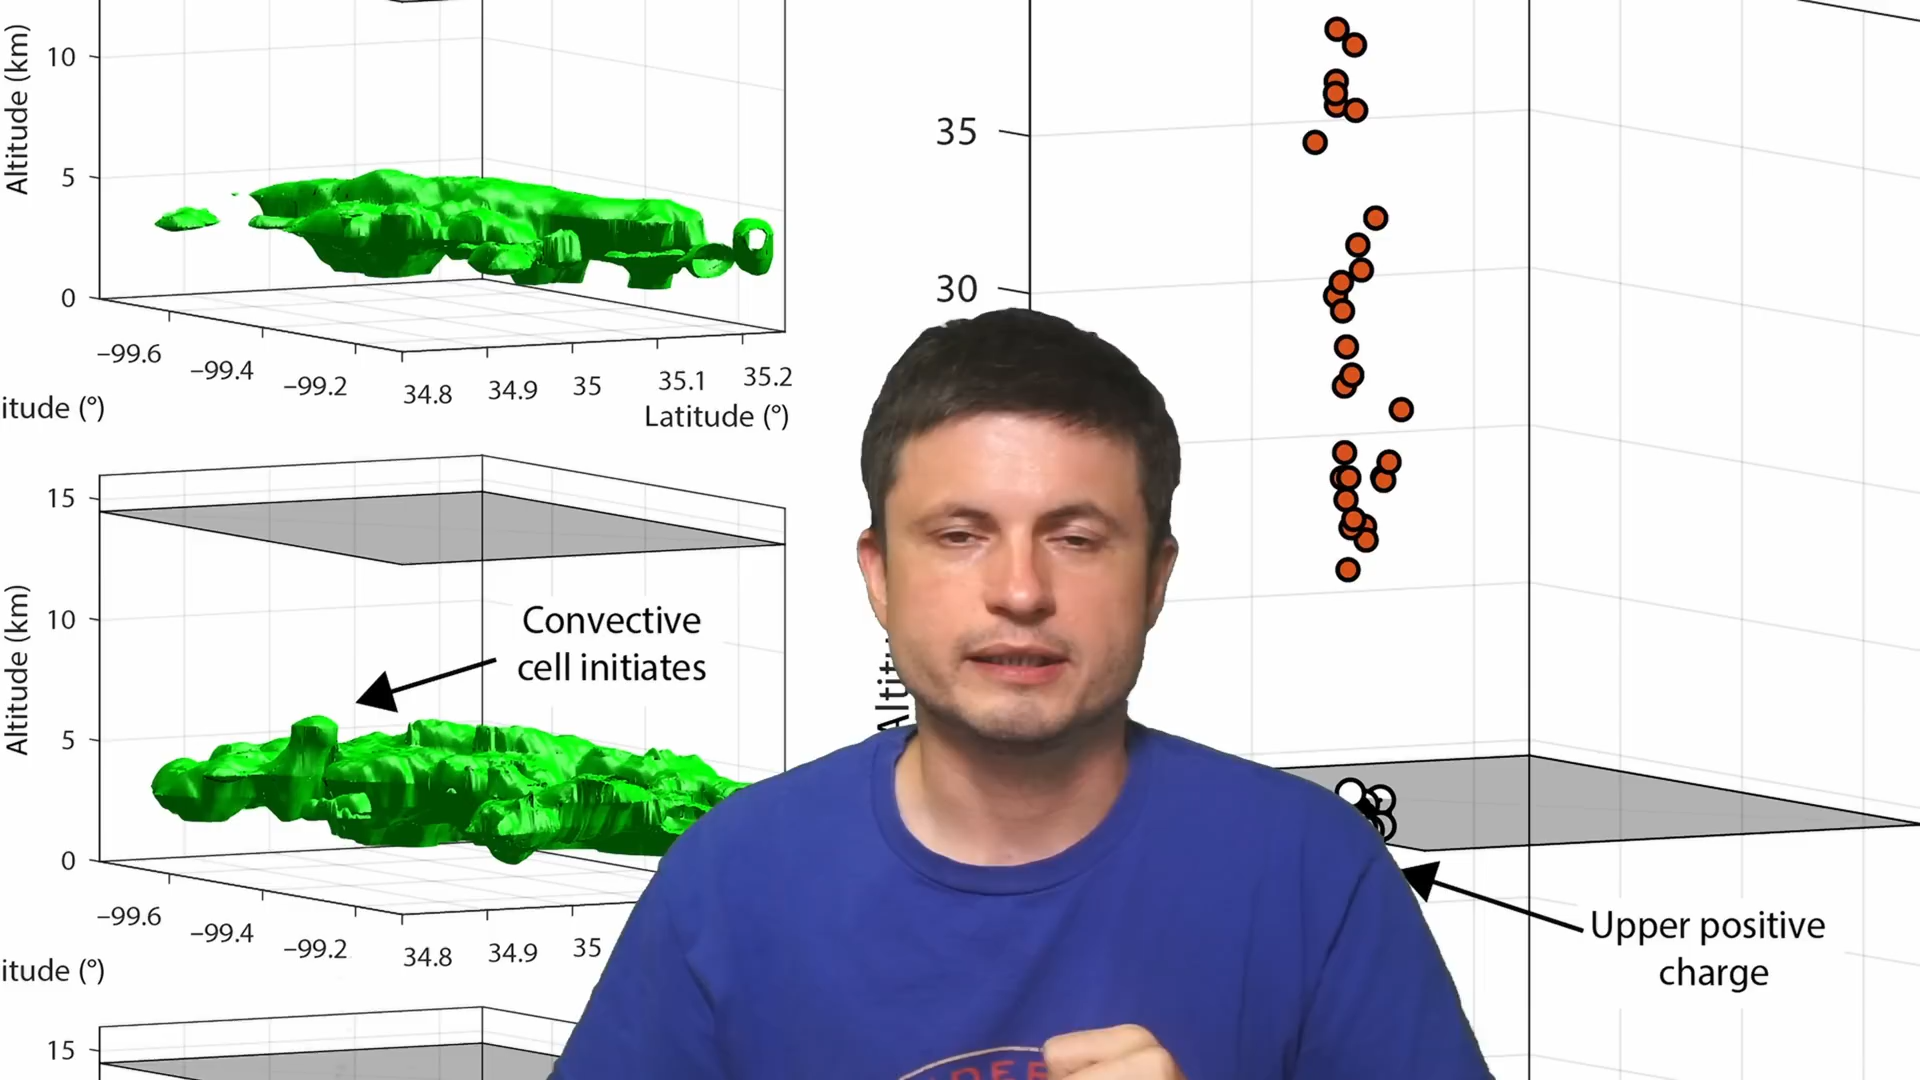 Altitude (km)
10
5
0
−99.6
−99.4
−99.2
34.8
34.9
35
35.1
35.2
itude (°)
Latitude (°)
Altitude (km)
15
10
5
0
Convective
cell initiates
−99.6
−99.4
−99.2
34.8
34.9
35
itude (°)
15
35
30
Altitu
Upper positive
charge